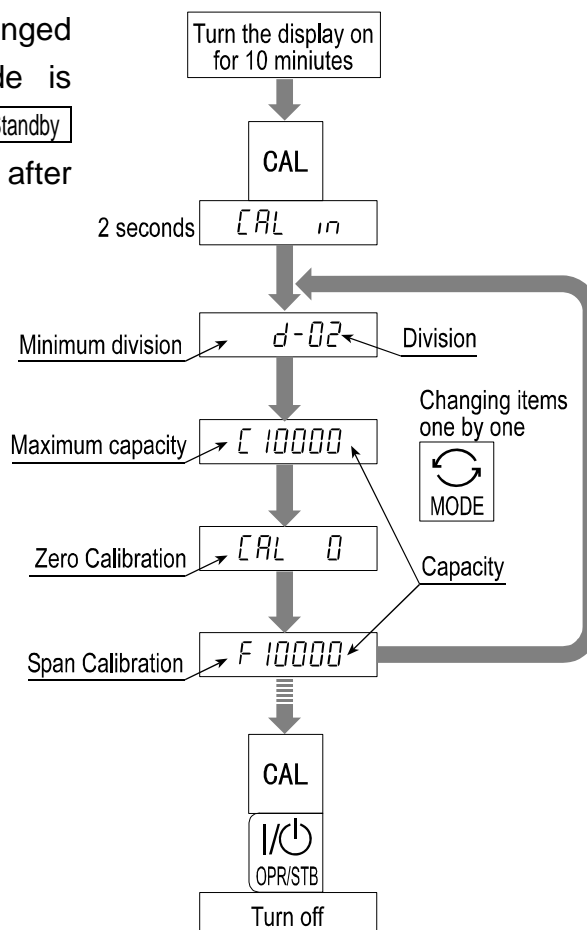 nged
de is
Standby
after
Turn the display on
for 10 miniutes
CAL
2 seconds
CAL in
Minimum division
d-02
Division
Changing items
one by one
MODE
Maximum capacity
C 10000
Zero Calibration
CAL 0
Capacity
Span Calibration
F 10000
CAL
I/⏻
OPR/STB
Turn off